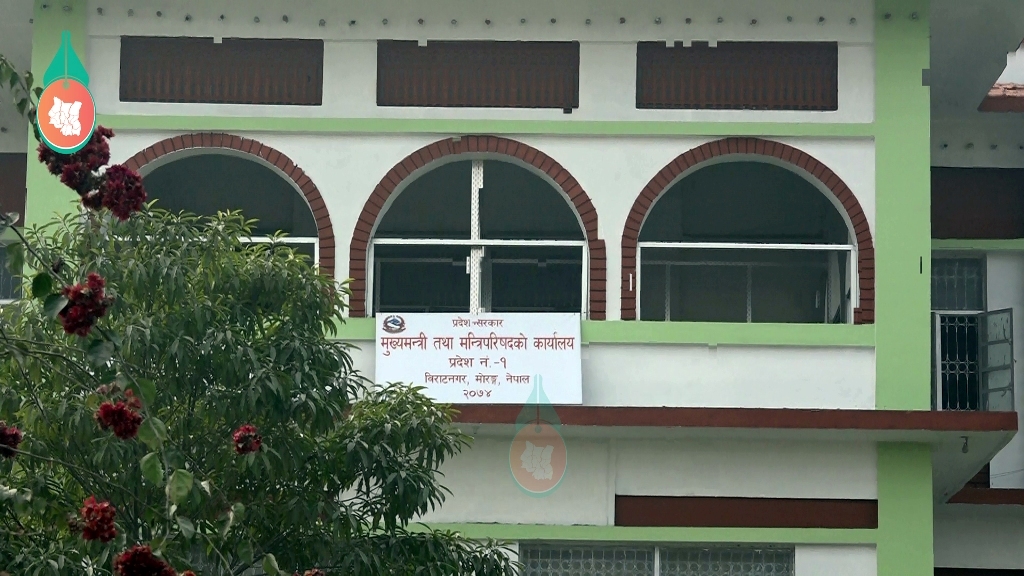 प्रदेश सरकार
मुख्यमन्त्री तथा मन्त्रिपरिषदको कार्यालय
प्रदेश नं.-१
विराटनगर, मोरङ्ग, नेपाल
२०७४